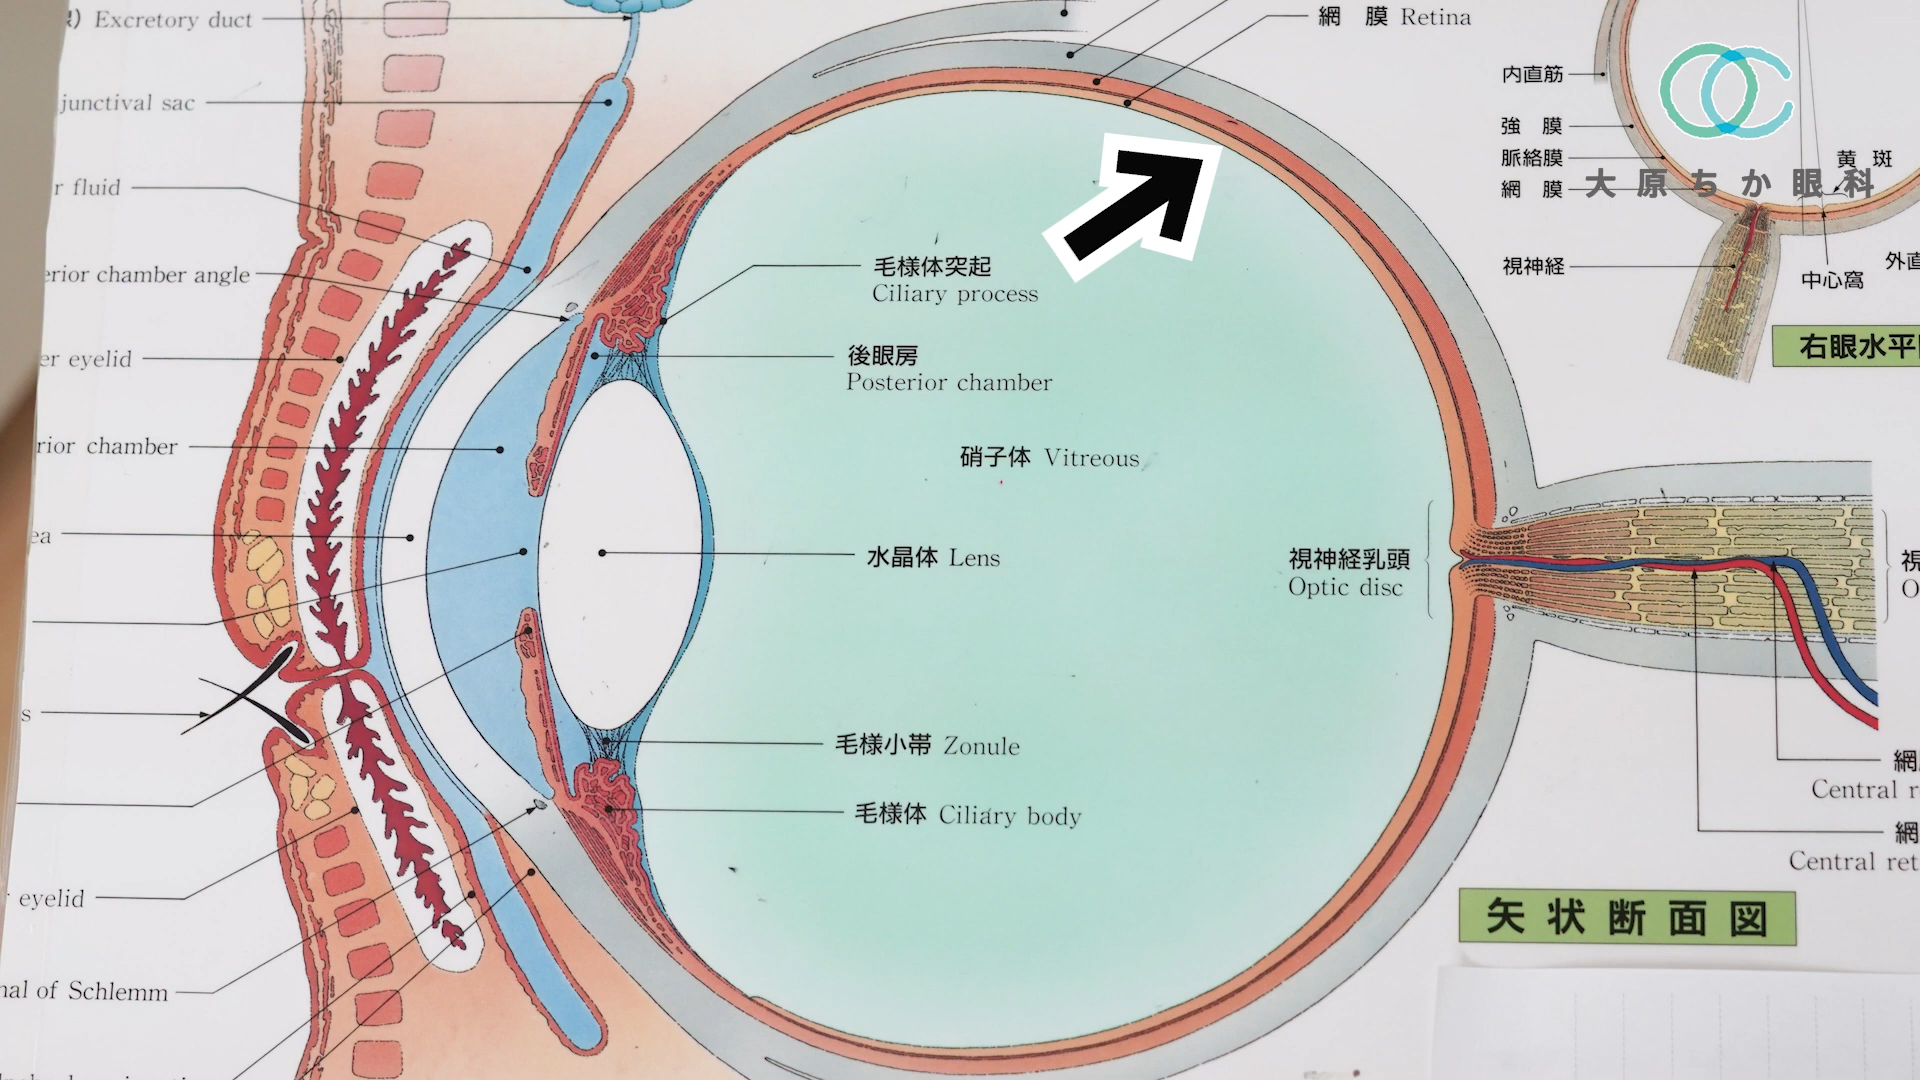 Excretory duct
junctival sac
r fluid
erior chamber angle
er eyelid
rior chamber
ea
s
eyelid
nal of Schlemm
網 膜 Retina
毛様体突起
Ciliary process
後眼房
Posterior chamber
硝子体 Vitreous
水晶体 Lens
視神経乳頭
Optic disc
毛様小帯 Zonule
毛様体 Ciliary body
内直筋
強 膜
脈絡膜
網 膜
視神経
黄 斑
中心窩
外直
右眼水平
大原ちか眼科
視
O
網
Central r
網
Central ret
矢状断面図